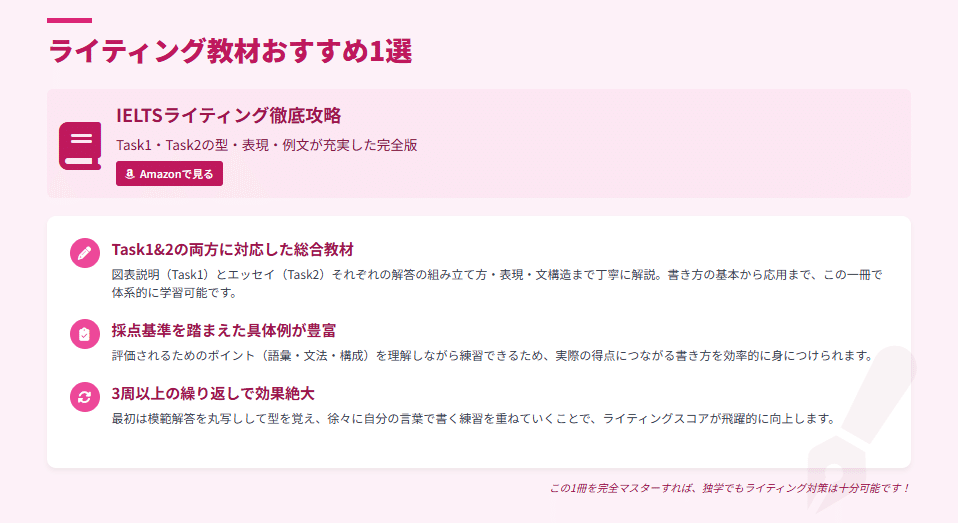 ライティング教材おすすめ1選
IELTSライティング徹底攻略
Task1・Task2の型・表現・例文が充実した完全版
Amazonで見る
Task1&2の両方に対応した総合教材
図表説明（Task1）とエッセイ（Task2）それぞれの解答の組み立て方・表現・文構造まで丁寧に解説。書き方の基本から応用まで、この一冊で
体系的に学習可能です。
採点基準を踏まえた具体例が豊富
評価されるためのポイント（語彙・文法・構成）を理解しながら練習できるため、実際の得点につながる書き方を効率的に身につけられます。
3周以上の繰り返しで効果絶大
最初は模範解答を丸写しして型を覚え、徐々に自分の言葉で書く練習を重ねていくことで、ライティングスコアが飛躍的に向上します。
この1冊を完全マスターすれば、独学でもライティング対策は十分可能です！